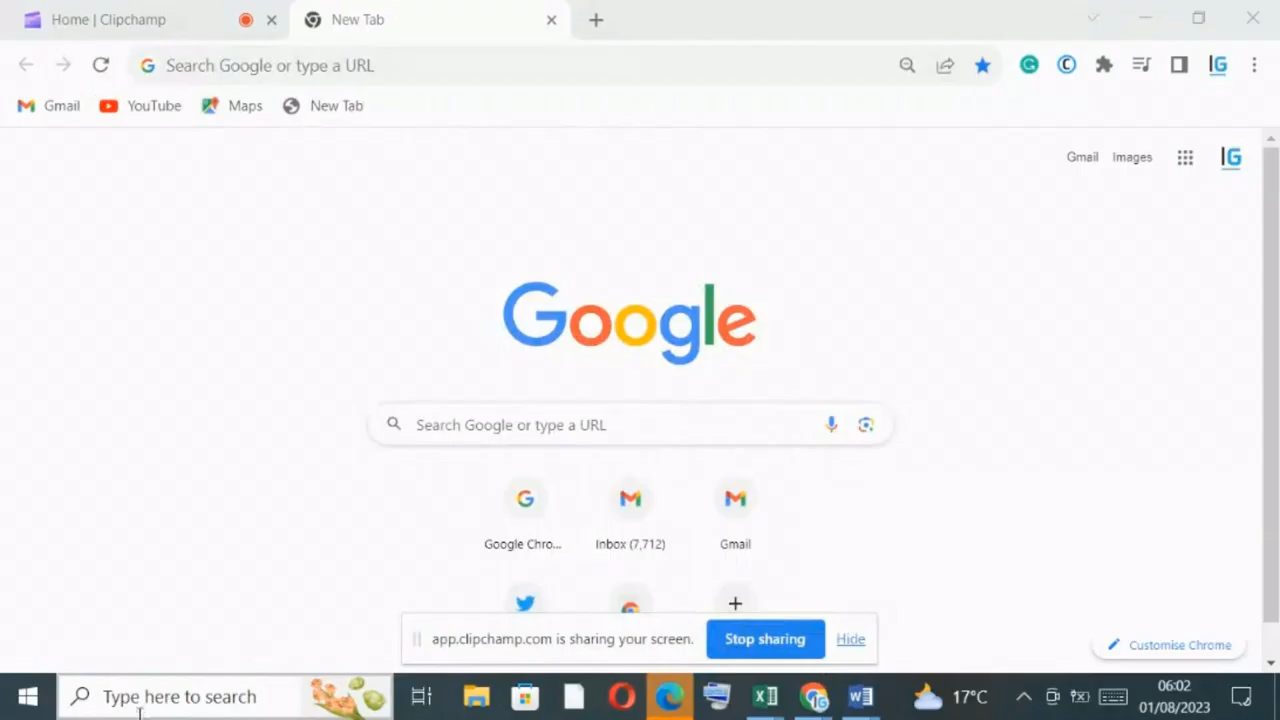 Home | Clipchamp
New Tab
Search Google or type a URL
Gmail YouTube Maps New Tab
Gmail Images
Google
Search Google or type a URL
Google Chro... Inbox (7,712) Gmail
app.clipchamp.com is sharing your screen. Stop sharing Hide
Customise Chrome
Type here to search
17°C
06:02
01/08/2023